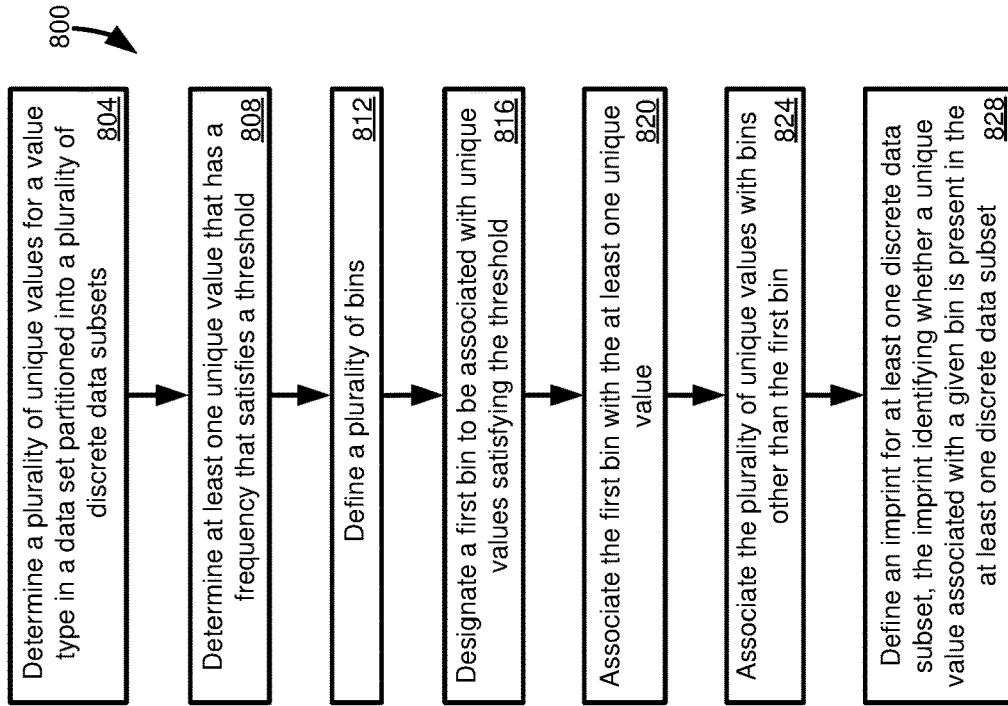 800
Determine a plurality of unique values for a value
type in a data set partitioned into a plurality of
discrete data subsets
804
Determine at least one unique value that has a
frequency that satisfies a threshold
808
Define a plurality of bins
812
Designate a first bin to be associated with unique
values satisfying the threshold
816
Associate the first bin with the at least one unique
value
820
Associate the plurality of unique values with bins
other than the first bin
824
Define an imprint for at least one discrete data
subset, the imprint identifying whether a unique
value associated with a given bin is present in the
at least one discrete data subset
828